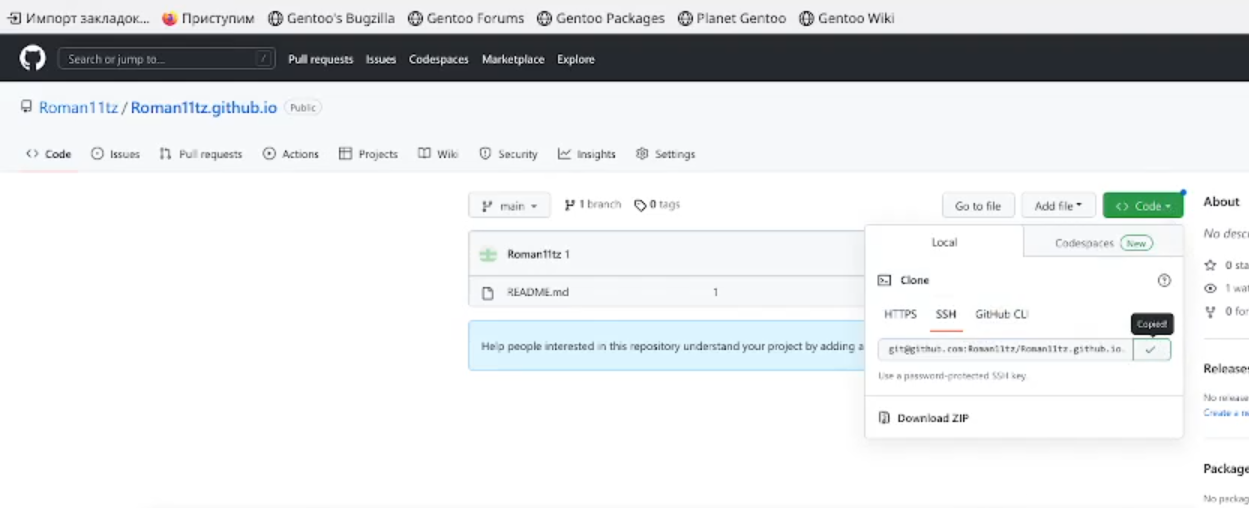 Импорт закладок... Приступим Gentoo's Bugzilla Gentoo Forums Gentoo Packages Planet Gentoo Gentoo Wiki
Search or jump to... / Pull requests Issues Codespaces Marketplace Explore
Roman11tz / Roman11tz.github.io Public
Code Issues Pull requests Actions Projects Wiki Security Insights Settings
main 1 branch 0 tags Go to file Add file Code About
Roman11tz 1
Local Codespaces New
No desc
README.md 1
Clone
0 sta
1 wat
0 for
HTTPS SSH GitHub CLI
Copied!
Help people interested in this repository understand your project by adding a
git@github.com:Roman11tz/Roman11tz.github.io.
Use a password-protected SSH key.
Download ZIP
Releases
No release
Create a ne
Package
No packag